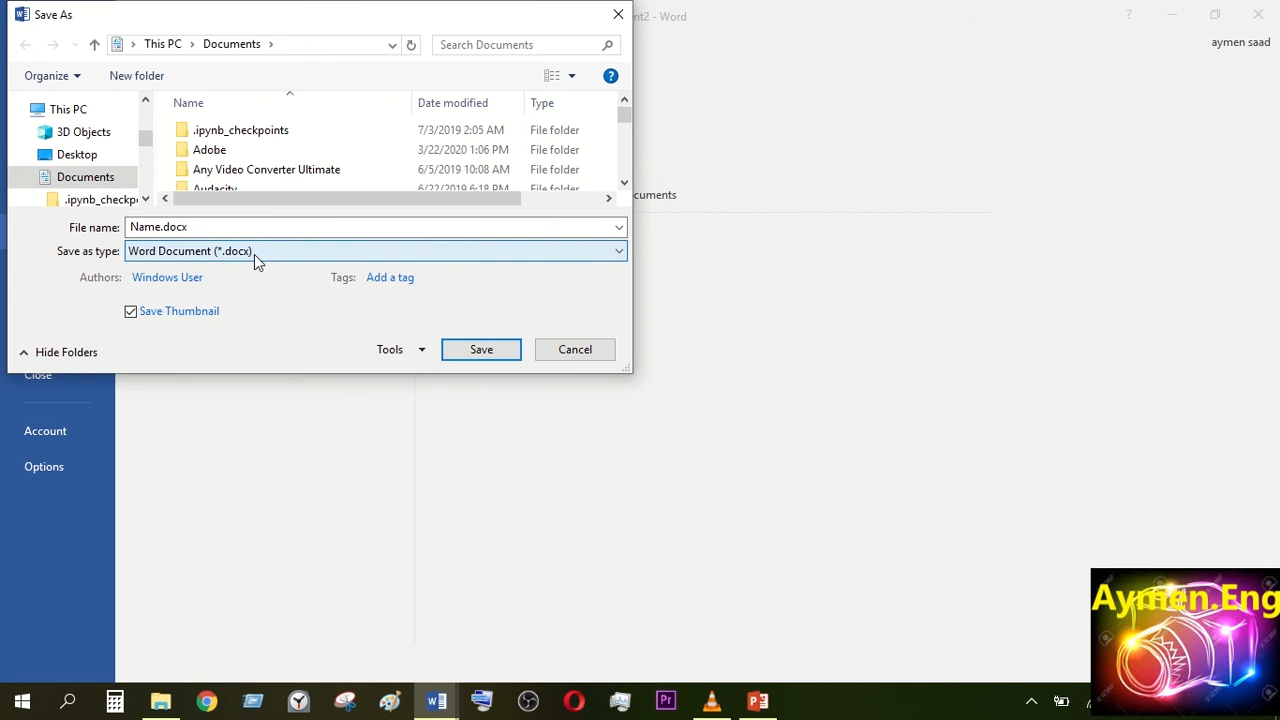 Save As
nt2 - Word
aymen saad
This PC
Documents
Search Documents
Organize
New folder
Name
Date modified
Type
This PC
3D Objects
Desktop
Documents
.ipynb_checkp
.ipynb_checkpoints
7/3/2019 2:05 AM
File folder
Adobe
3/22/2020 1:06 PM
File folder
Any Video Converter Ultimate
6/5/2019 10:08 AM
File folder
Audacity
6/22/2019 6:18 PM
File folder
cuments
File name:
Name.docx
Save as type:
Word Document (*.docx)
Authors:
Windows User
Tags:
Add a tag
Save Thumbnail
Hide Folders
Tools
Save
Cancel
Close
Account
Options
Aymen.Eng